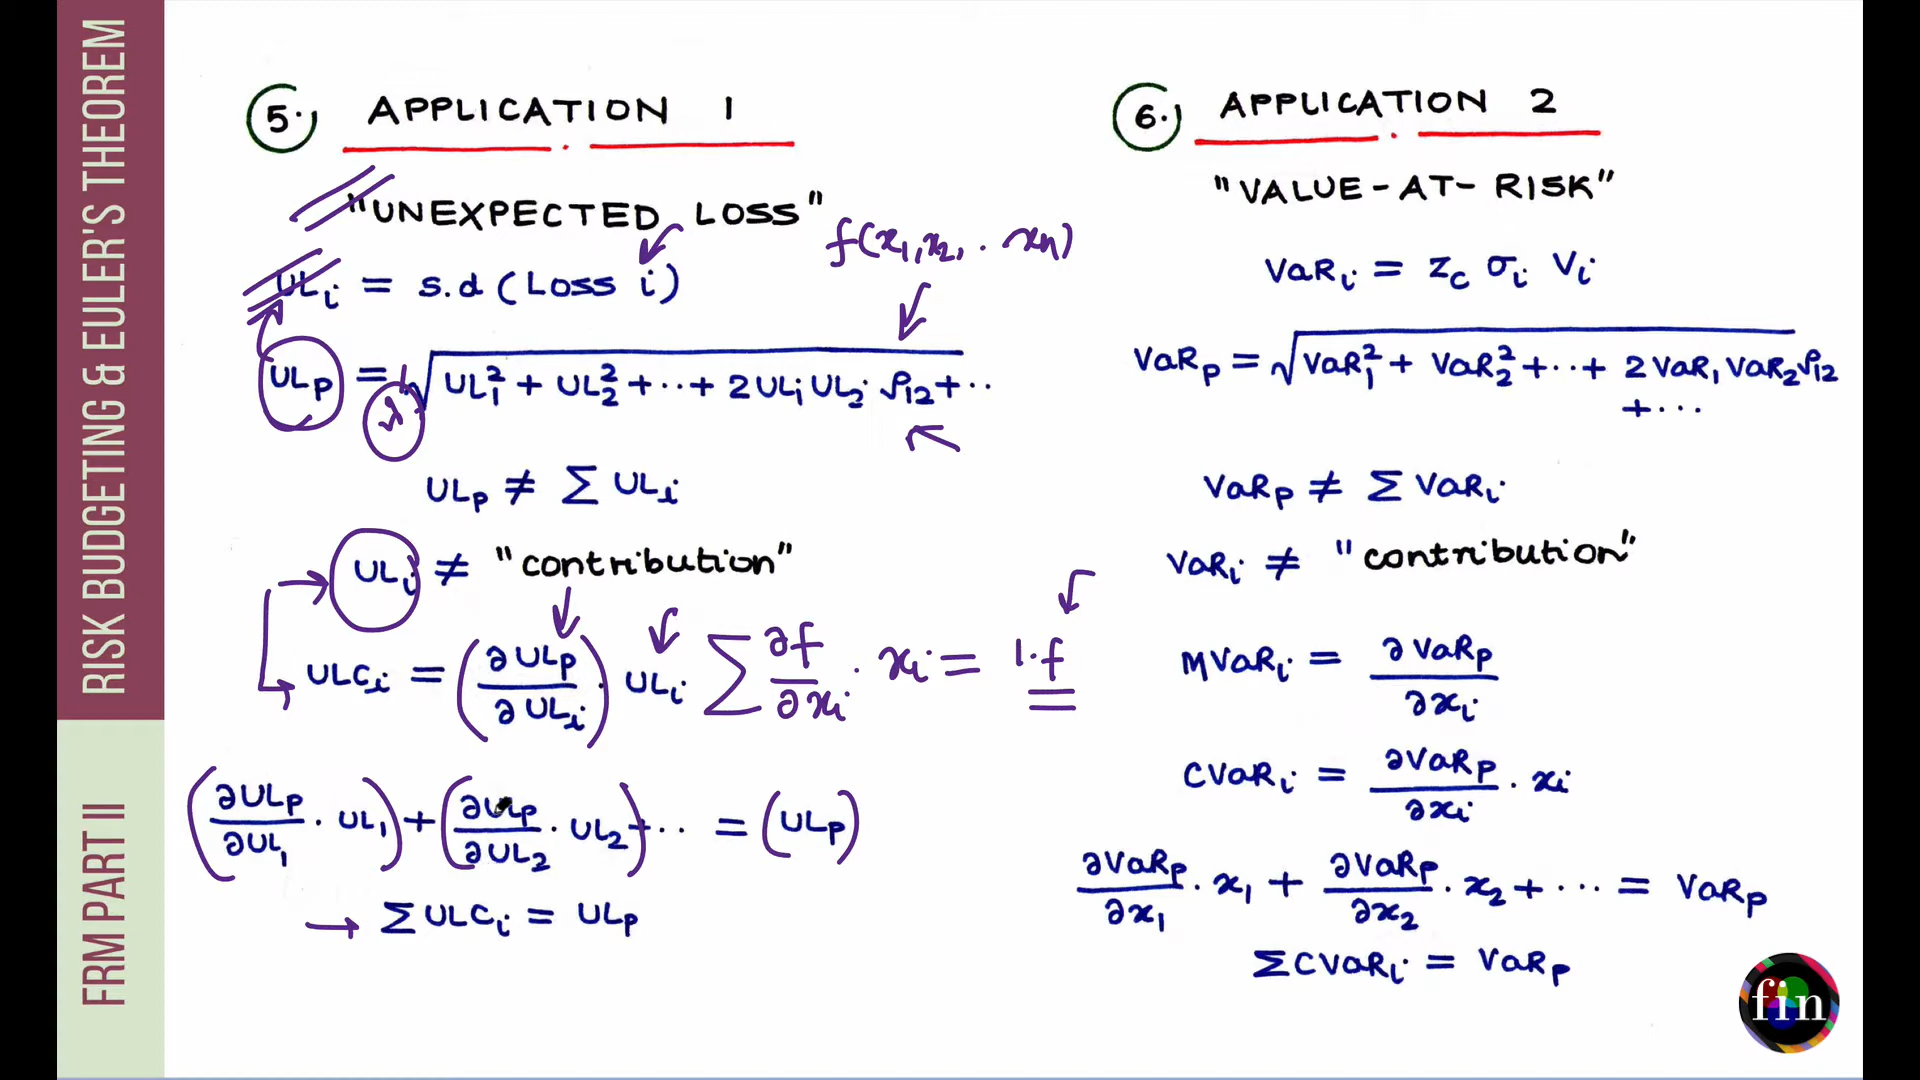 RISK BUDGETING & EULER'S THEOREM
FRM PART II
5. APPLICATION 1
"UNEXPECTED LOSS"
f(x₁, x₂, . xn)
ULi = s.d (Loss i)
ULp = λ √UL₁² + UL₂² + ·· + 2ULiUL₂ ρ₁₂ + ··
ULp ≠ Σ ULi
ULi ≠ "contribution"
ULCi = (∂ULp/∂ULi) · ULi
Σ ∂f/∂xi · xi = 1·f
(∂ULp/∂UL₁ · UL₁) + (∂ULp/∂UL₂ · UL₂) + ·· = (ULp)
→ ΣULCi = ULp
6. APPLICATION 2
"VALUE-AT-RISK"
VaRi = zc σi Vi
VaRp = √VaR₁² + VaR₂² + ·· + 2VaR₁VaR₂ρ₁₂
+ ···
VaRp ≠ Σ VaRi
VaRi ≠ "contribution"
MVaRi = ∂VaRp/∂xi
CVaRi = ∂VaRp/∂xi · xi
∂VaRp/∂x₁ · x₁ + ∂VaRp/∂x₂ · x₂ + ··· = VaRp
ΣCVaRi = VaRp
fin